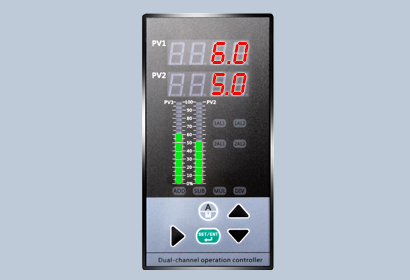 PV1 6.0
PV2 5.0
PV1 100 PV2
90
80
70
60
50
40
30
20
10
0%
1AL1 1AL2
2AL1 2AL2
ADD SUB MUL DIV
A
SET/ENT
Dual-channel operation controller